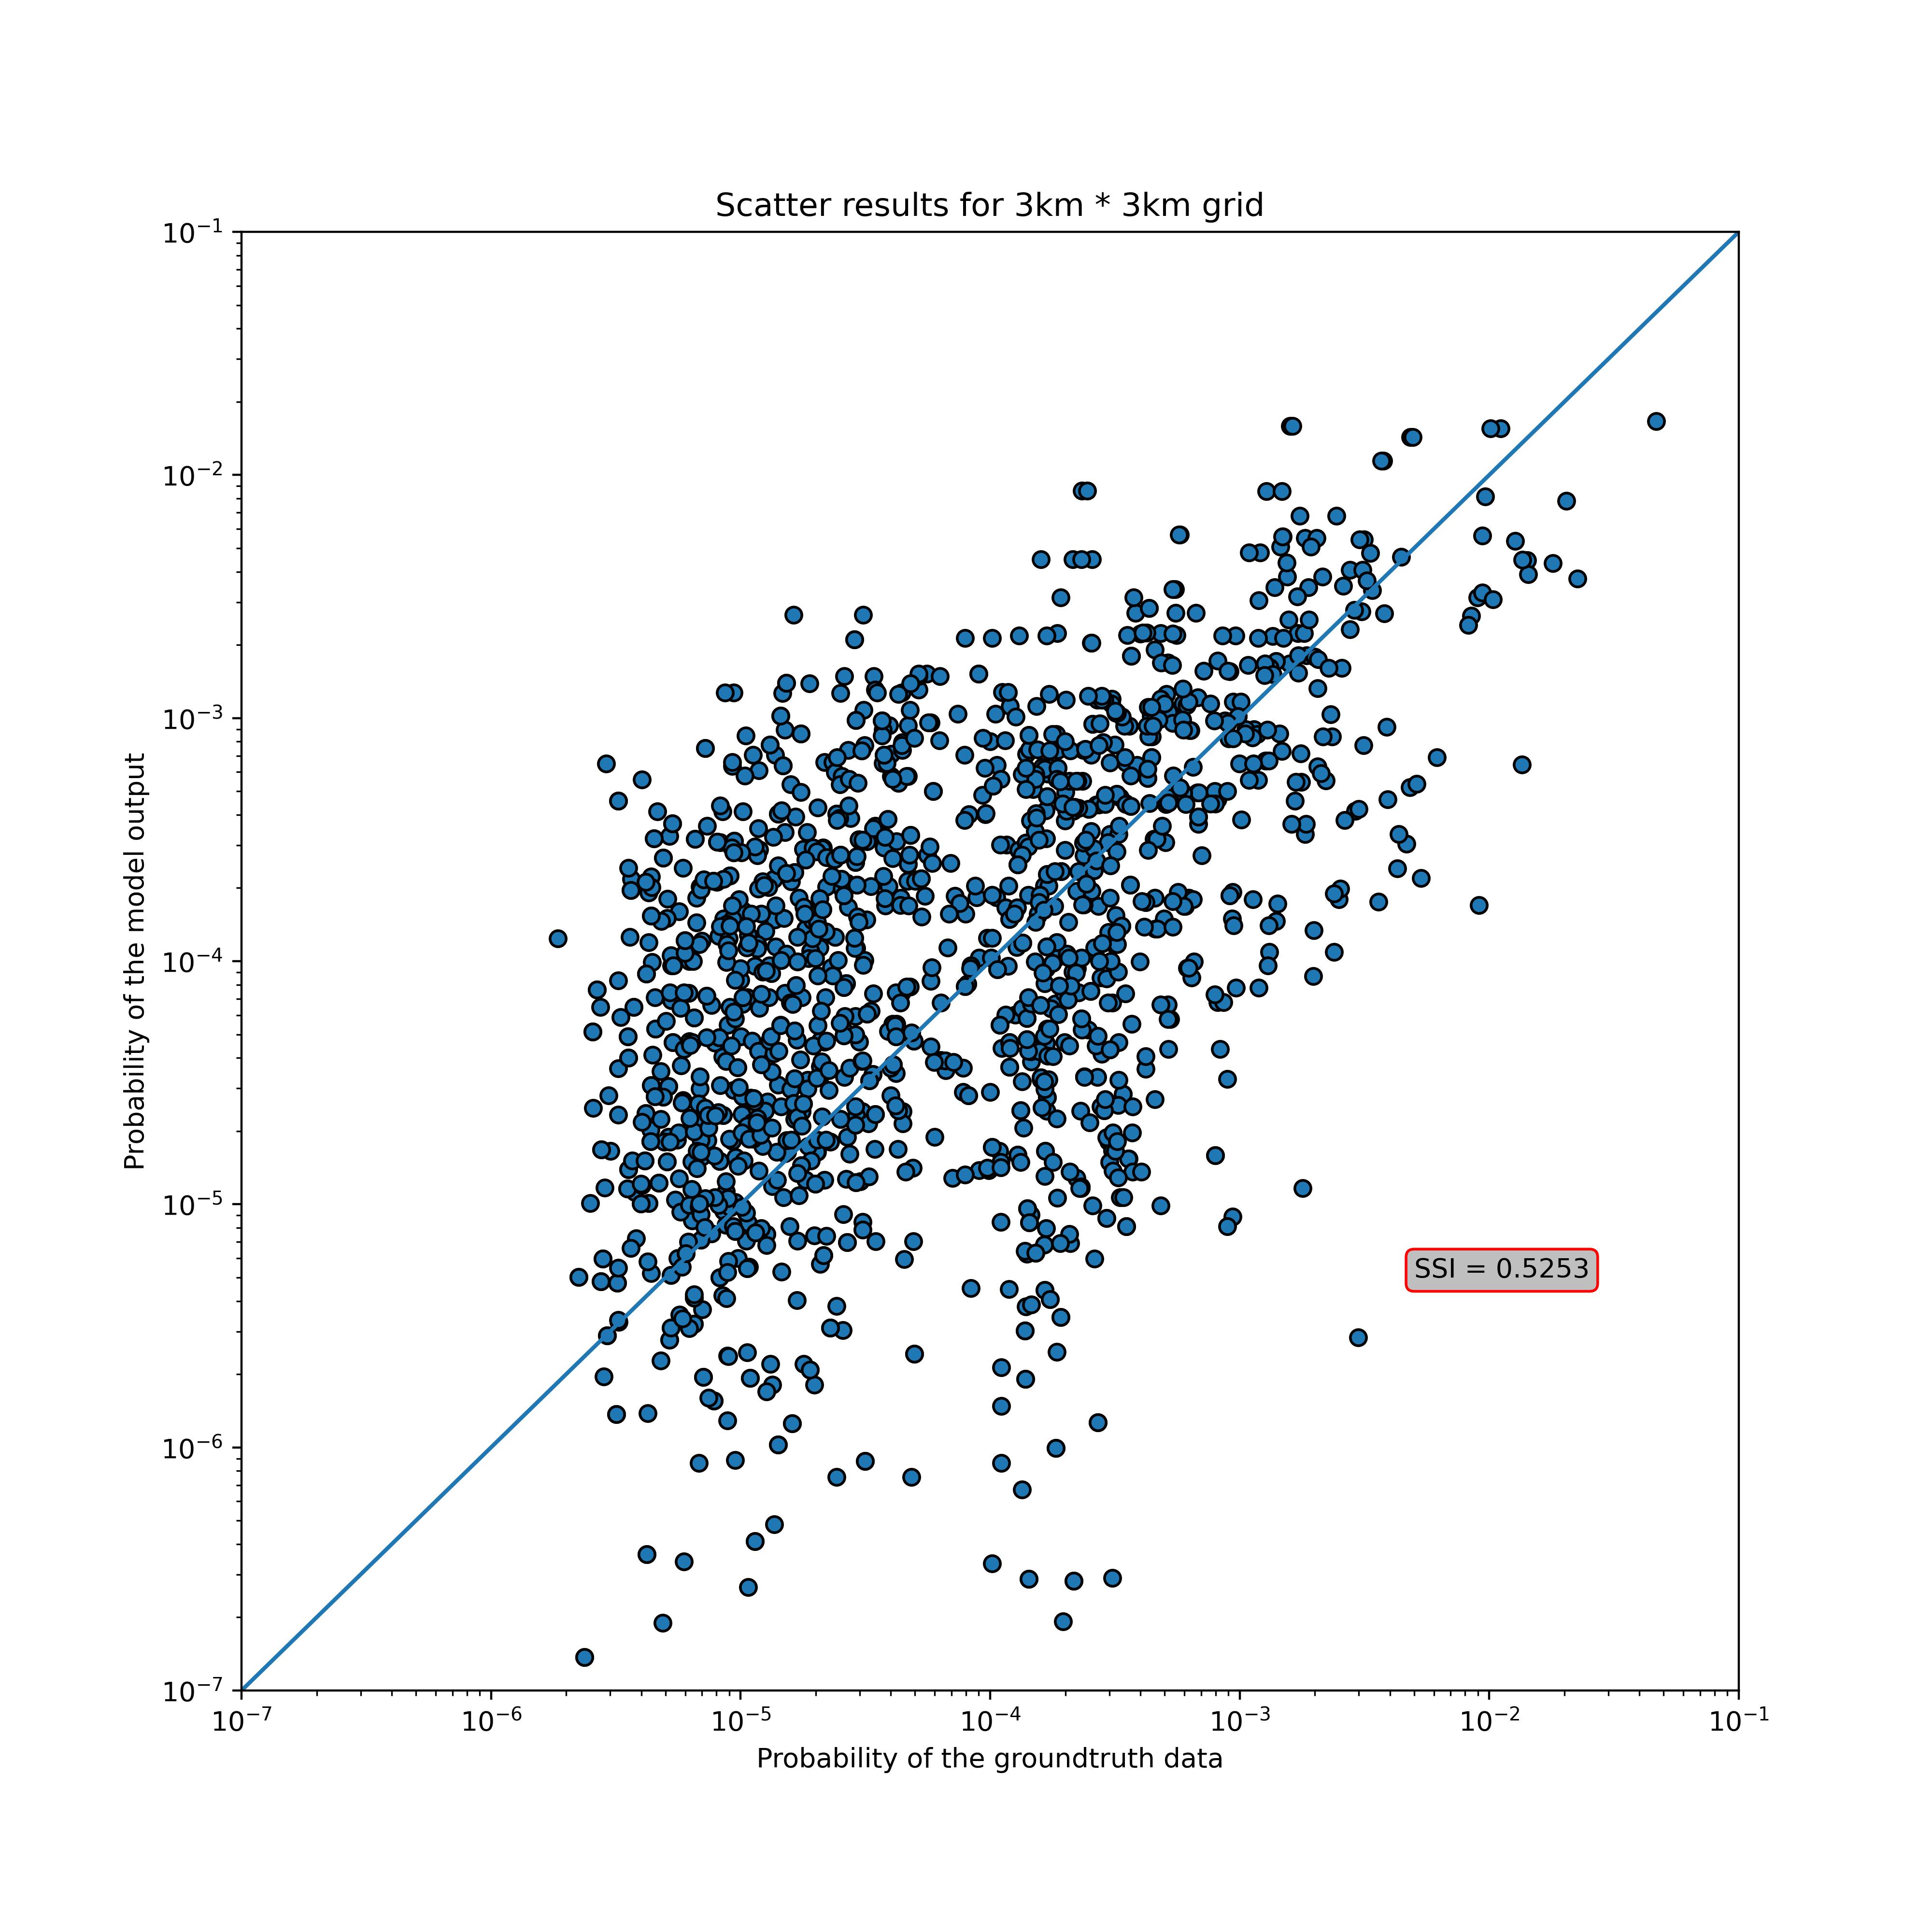 Scatter results for 3km * 3km grid
10⁻¹
10⁻²
10⁻³
10⁻⁴
10⁻⁵
10⁻⁶
10⁻⁷
Probability of the model output
SSI = 0.5253
10⁻⁷ 10⁻⁶ 10⁻⁵ 10⁻⁴ 10⁻³ 10⁻² 10⁻¹
Probability of the groundtruth data